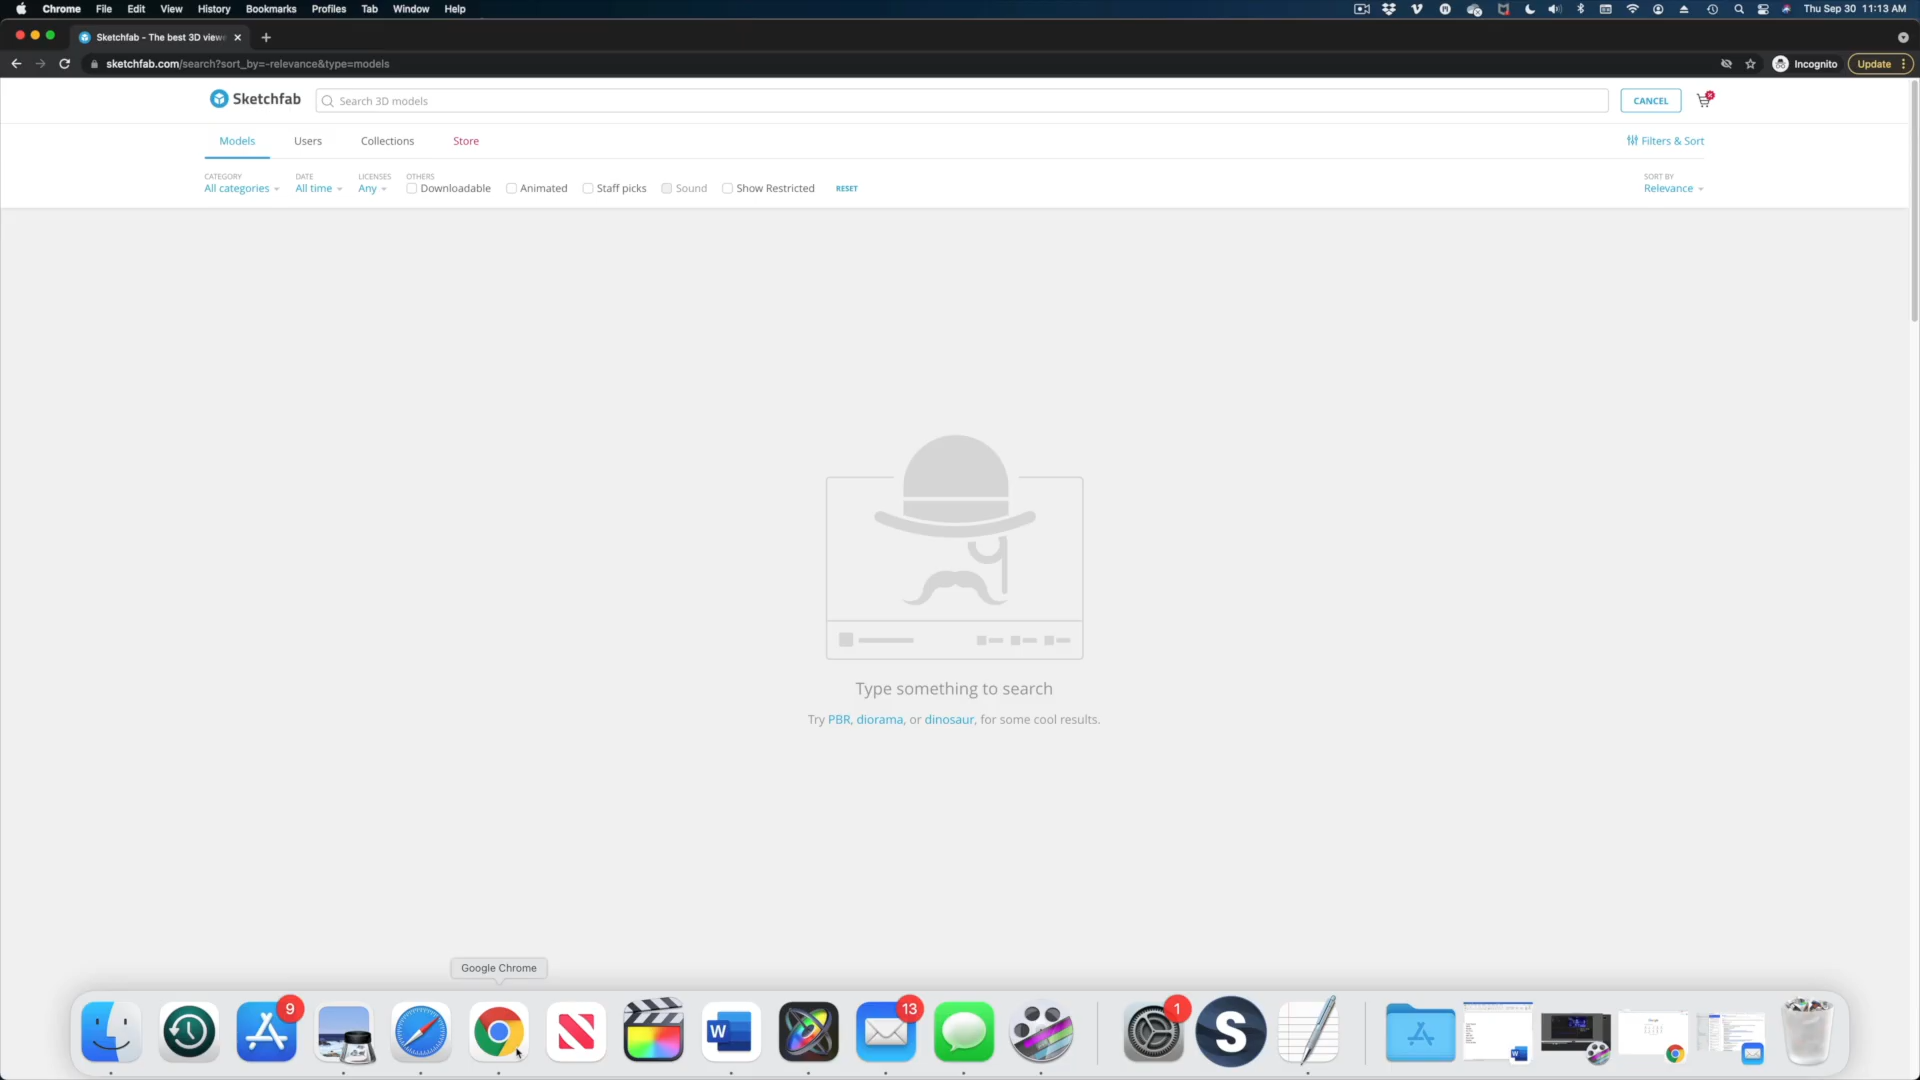 Chrome File Edit View History Bookmarks Profiles Tab Window Help Thu Sep 30 11:13 AM
Sketchfab - The best 3D view
sketchfab.com/search?sort_by=-relevance&type=models Incognito Update
Sketchfab Search 3D models CANCEL
Models Users Collections Store Filters & Sort
CATEGORY DATE LICENSES OTHERS SORT BY
All categories All time Any Downloadable Animated Staff picks Sound Show Restricted RESET Relevance
Type something to search
Try PBR, diorama, or dinosaur, for some cool results.
Google Chrome
9 13 1
W S